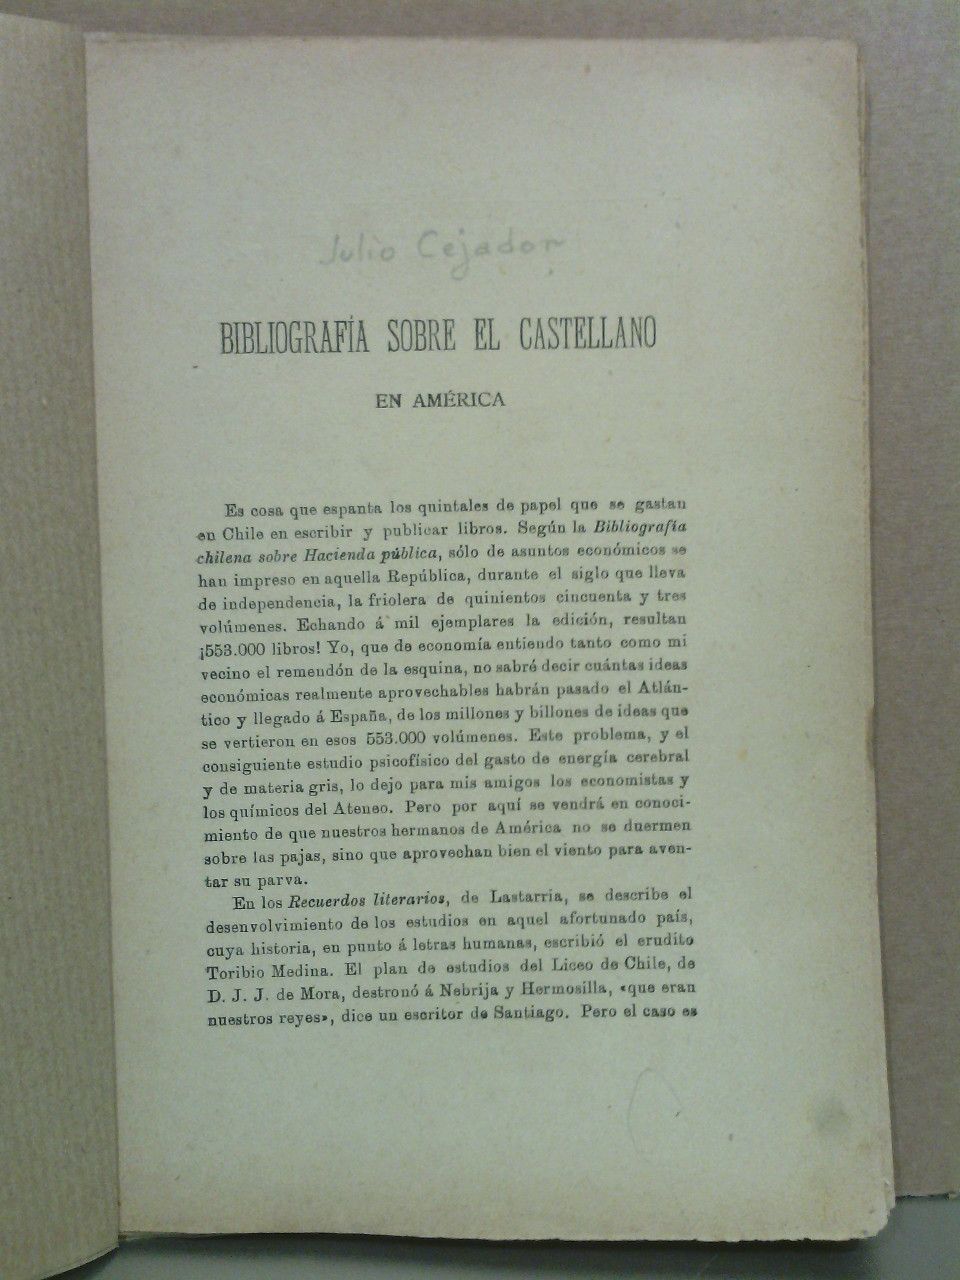 Julio Cejador
BIBLIOGRAFÍA SOBRE EL CASTELLANO
EN AMÉRICA
Es cosa que espanta los quintales de papel que se gastan
en Chile en escribir y publicar libros. Según la Bibliografía
chilena sobre Hacienda pública, sólo de asuntos económicos se
han impreso en aquella República, durante el siglo que lleva
de independencia, la friolera de quinientos cincuenta y tres
volúmenes. Echando á mil ejemplares la edición, resultan
¡553.000 libros! Yo, que de economía entiendo tanto como mi
vecino el remendón de la esquina, no sabré decir cuántas ideas
económicas realmente aprovechables habrán pasado el Atlán-
tico y llegado á España, de los millones y billones de ideas que
se vertieron en esos 553.000 volúmenes. Este problema, y el
consiguiente estudio psicofísico del gasto de energía cerebral
y de materia gris, lo dejo para mis amigos los economistas y
los químicos del Ateneo. Pero por aquí se vendrá en conoci-
miento de que nuestros hermanos de América no se duermen
sobre las pajas, sino que aprovechan bien el viento para aven-
tar su parva.
En los Recuerdos literarios, de Lastarria, se describe el
desenvolvimiento de los estudios en aquel afortunado país,
cuya historia, en punto á letras humanas, escribió el erudito
Toribio Medina. El plan de estudios del Liceo de Chile, de
D. J. J. de Mora, destronó á Nebrija y Hermosilla, «que eran
nuestros reyes», dice un escritor de Santiago. Pero el caso es